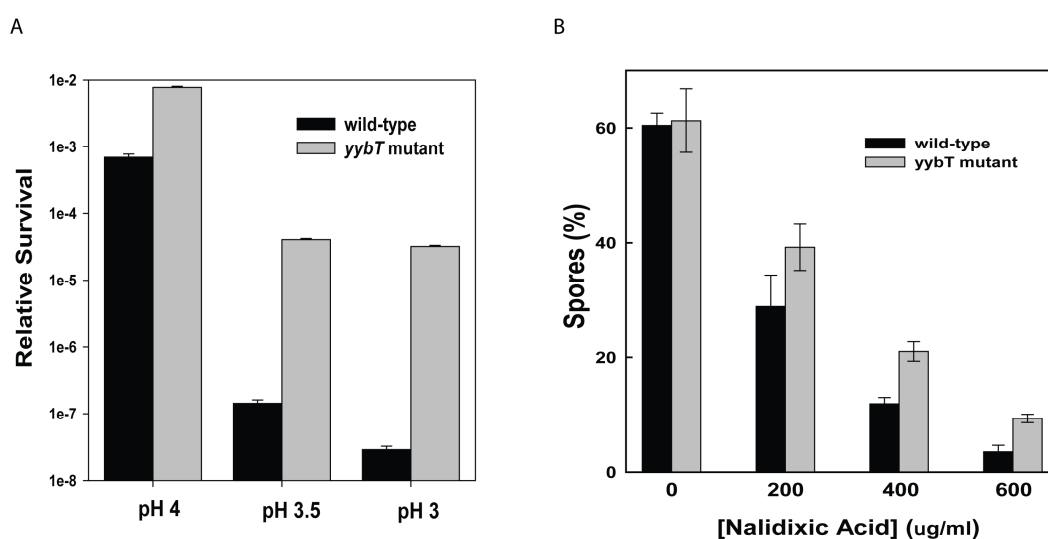 A
Relative Survival
1e-2
1e-3
1e-4
1e-5
1e-6
1e-7
1e-8
wild-type
yybT mutant
pH 4
pH 3.5
pH 3
B
Spores (%)
60
40
20
0
wild-type
yybT mutant
0
200
400
600
[Nalidixic Acid] (ug/ml)